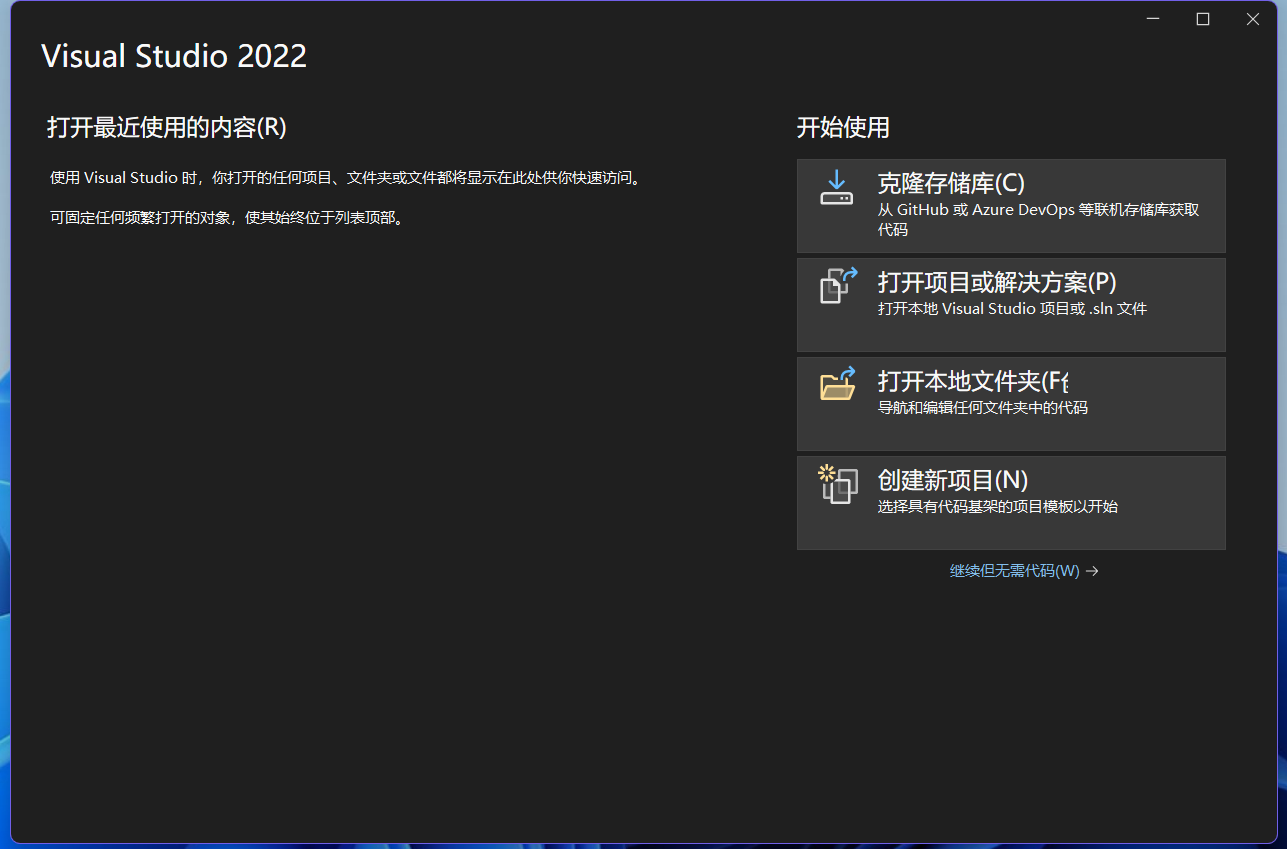 Visual Studio 2022
打开最近使用的内容(R)
使用 Visual Studio 时，你打开的任何项目、文件夹或文件都将显示在此处供你快速访问。
可固定任何频繁打开的对象，使其始终位于列表顶部。
开始使用
克隆存储库(C)
从 GitHub 或 Azure DevOps 等联机存储库获取
代码
打开项目或解决方案(P)
打开本地 Visual Studio 项目或 .sln 文件
打开本地文件夹(F
导航和编辑任何文件夹中的代码
创建新项目(N)
选择具有代码基架的项目模板以开始
继续但无需代码(W) →